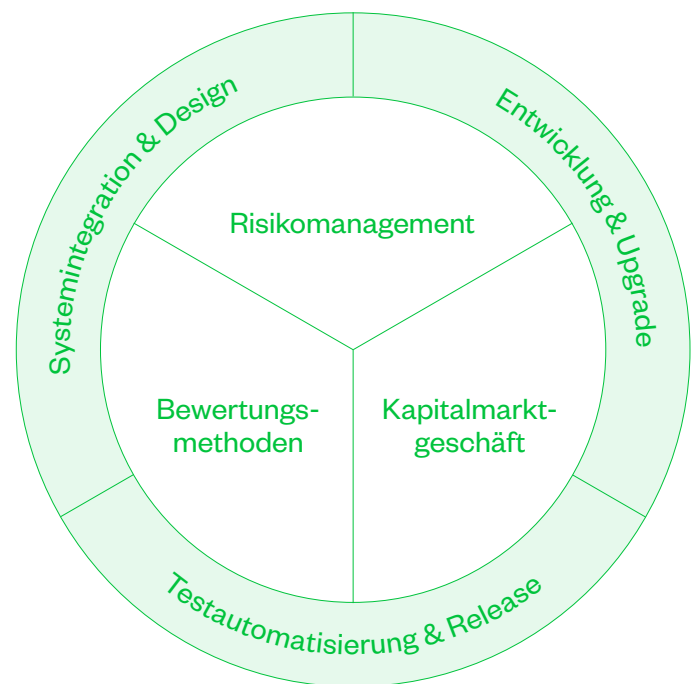 Systemintegration & Design
Entwicklung & Upgrade
Risikomanagement
Bewertungs-
methoden
Kapitalmarkt-
geschäft
Testautomatisierung & Release